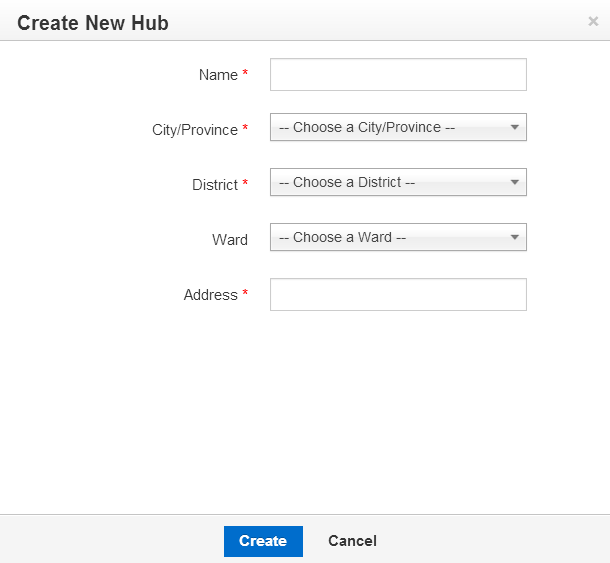 Create New Hub ×
Name *
City/Province * -- Choose a City/Province --
District * -- Choose a District --
Ward -- Choose a Ward --
Address *
Create Cancel